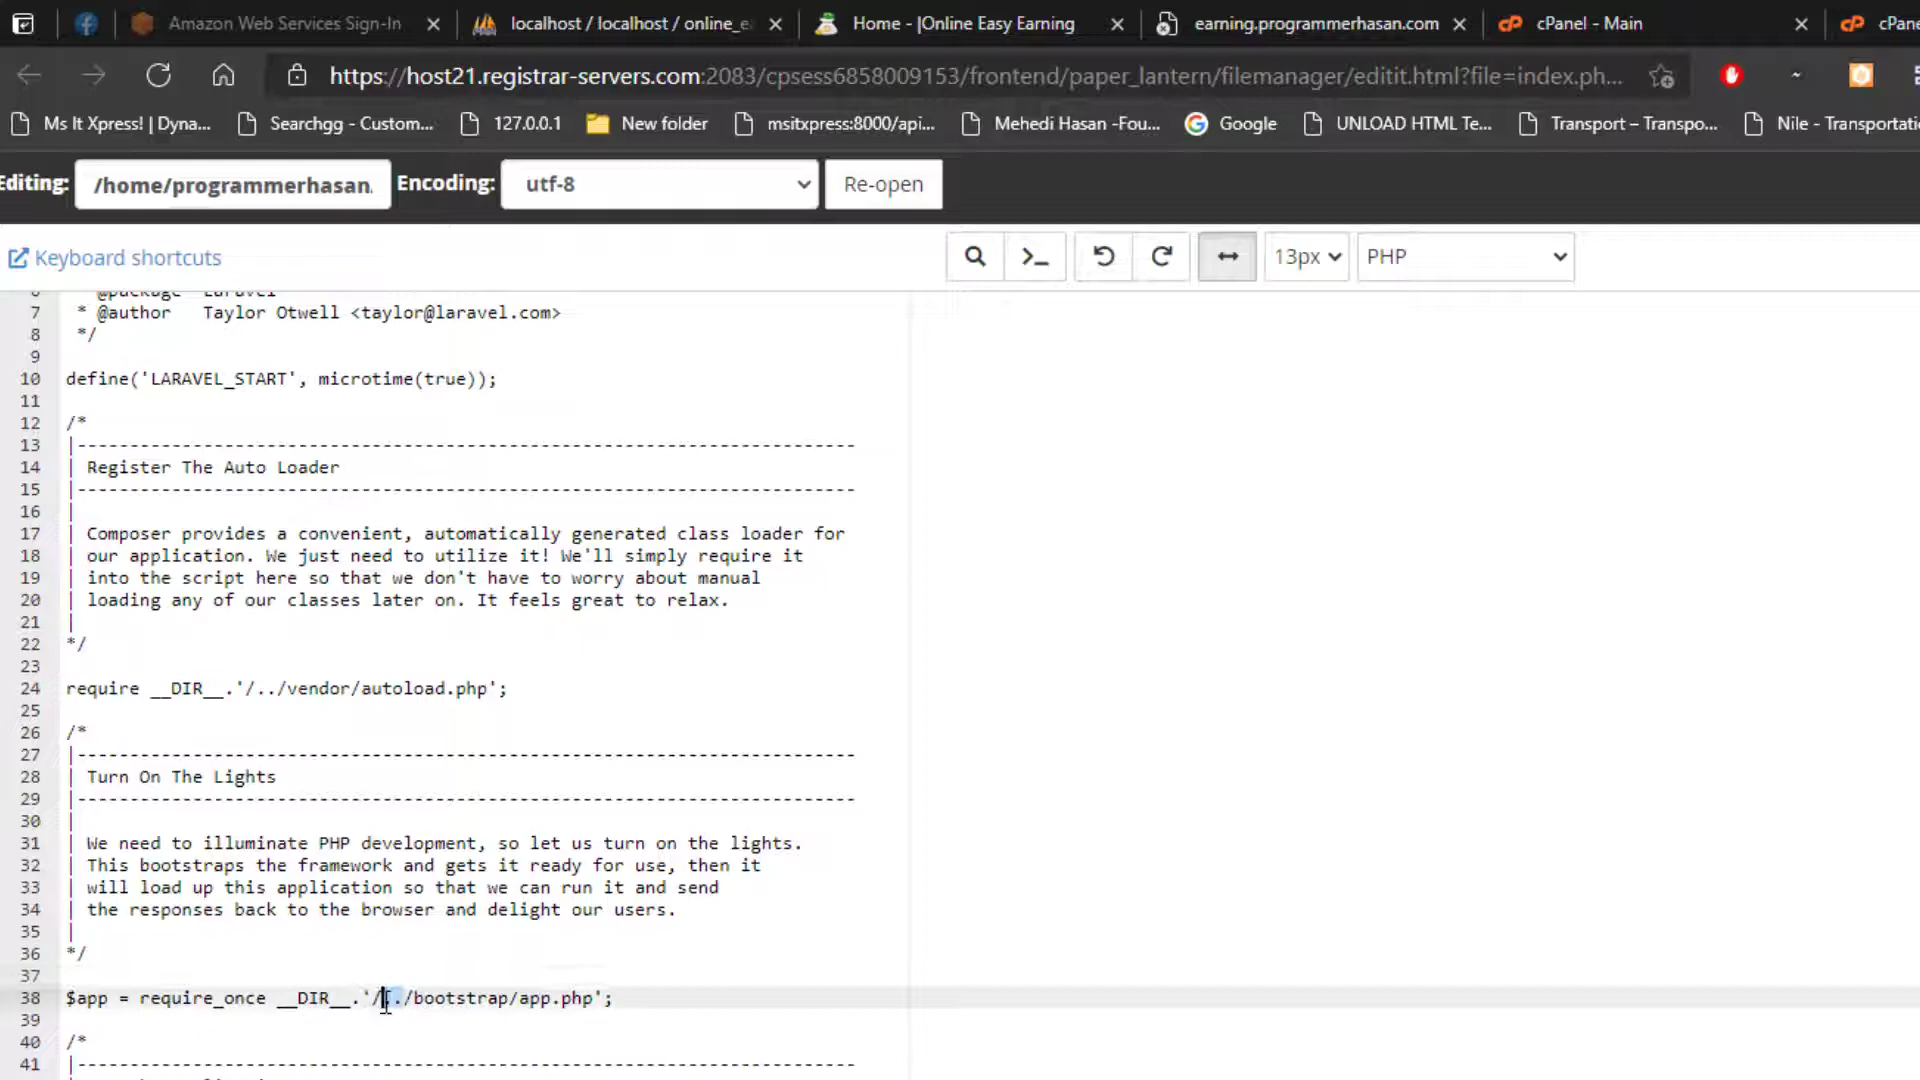 Amazon Web Services Sign-In
localhost / localhost / online_e
Home - |Online Easy Earning
earning.programmerhasan.com
cPanel - Main
cPane
https://host21.registrar-servers.com:2083/cpsess6858009153/frontend/paper_lantern/filemanager/editit.html?file=index.ph...
Ms It Xpress! | Dyna...
Searchgg - Custom...
127.0.0.1
New folder
msitxpress:8000/api...
Mehedi Hasan -Fou...
Google
UNLOAD HTML Te...
Transport – Transpo...
Nile - Transportati
Editing:
/home/programmerhasan.
Encoding:
utf-8
Re-open
Keyboard shortcuts
13px
PHP
6 @package Laravel
7 * @author Taylor Otwell <taylor@laravel.com>
8 */
9
10 define('LARAVEL_START', microtime(true));
11
12 /*
13 |--------------------------------------------------------------------------
14 | Register The Auto Loader
15 |--------------------------------------------------------------------------
16 |
17 | Composer provides a convenient, automatically generated class loader for
18 | our application. We just need to utilize it! We'll simply require it
19 | into the script here so that we don't have to worry about manual
20 | loading any of our classes later on. It feels great to relax.
21 |
22 */
23
24 require __DIR__.'/../vendor/autoload.php';
25
26 /*
27 |--------------------------------------------------------------------------
28 | Turn On The Lights
29 |--------------------------------------------------------------------------
30 |
31 | We need to illuminate PHP development, so let us turn on the lights.
32 | This bootstraps the framework and gets it ready for use, then it
33 | will load up this application so that we can run it and send
34 | the responses back to the browser and delight our users.
35 |
36 */
37
38 $app = require_once __DIR__.'/../bootstrap/app.php';
39
40 /*
41 |--------------------------------------------------------------------------